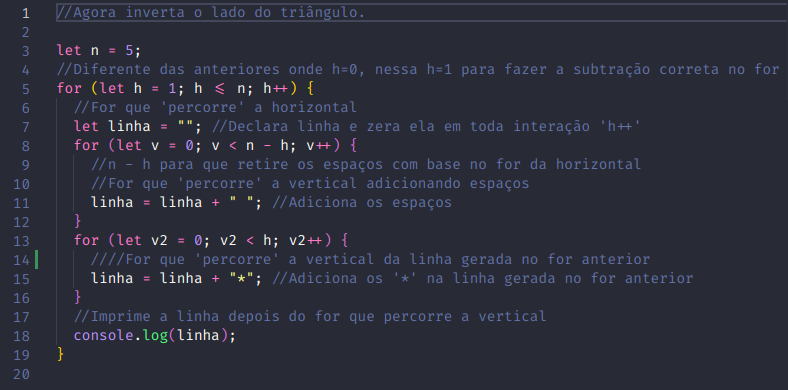 1 //Agora inverta o lado do triângulo.
2
3 let n = 5;
4 //Diferente das anteriores onde h=0, nessa h=1 para fazer a subtração correta no for
5 for (let h = 1; h <= n; h++) {
6 //For que 'percorre' a horizontal
7 let linha = ""; //Declara linha e zera ela em toda interação 'h++'
8 for (let v = 0; v < n - h; v++) {
9 //n - h para que retire os espaços com base no for da horizontal
10 //For que 'percorre' a vertical adicionando espaços
11 linha = linha + " "; //Adiciona os espaços
12 }
13 for (let v2 = 0; v2 < h; v2++) {
14 ////For que 'percorre' a vertical da linha gerada no for anterior
15 linha = linha + "*"; //Adiciona os '*' na linha gerada no for anterior
16 }
17 //Imprime a linha depois do for que percorre a vertical
18 console.log(linha);
19 }
20